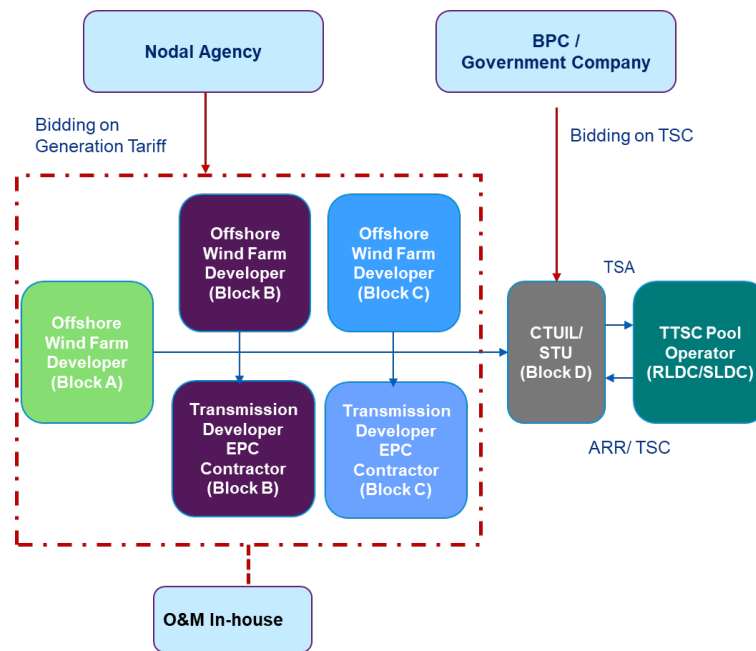 Nodal Agency
BPC /
Government Company
Bidding on
Generation Tariff
Bidding on TSC
Offshore
Wind Farm
Developer
(Block B)
Offshore
Wind Farm
Developer
(Block C)
Offshore
Wind Farm
Developer
(Block A)
CTUIL/
STU
(Block D)
TSA
TTSC Pool
Operator
(RLDC/SLDC)
Transmission
Developer
EPC
Contractor
(Block B)
Transmission
Developer
EPC
Contractor
(Block C)
ARR/ TSC
O&M In-house